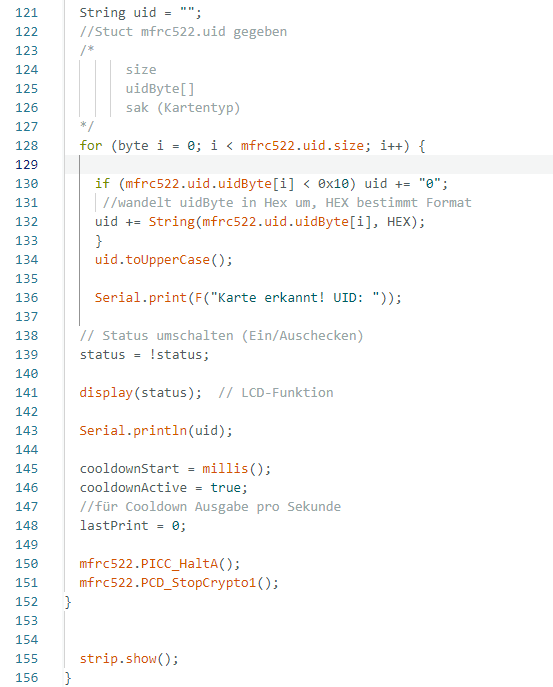 121 String uid = "";
122 //Stuct mfrc522.uid gegeben
123 /*
124 size
125 uidByte[]
126 sak (Kartentyp)
127 */
128 for (byte i = 0; i < mfrc522.uid.size; i++) {
129
130 if (mfrc522.uid.uidByte[i] < 0x10) uid += "0";
131 //wandelt uidByte in Hex um, HEX bestimmt Format
132 uid += String(mfrc522.uid.uidByte[i], HEX);
133 }
134 uid.toUpperCase();
135
136 Serial.print(F("Karte erkannt! UID: "));
137
138 // Status umschalten (Ein/Auschecken)
139 status = !status;
140
141 display(status);  // LCD-Funktion
142
143 Serial.println(uid);
144
145 cooldownStart = millis();
146 cooldownActive = true;
147 //für Cooldown Ausgabe pro Sekunde
148 lastPrint = 0;
149
150 mfrc522.PICC_HaltA();
151 mfrc522.PCD_StopCrypto1();
152 }
153
154
155 strip.show();
156 }